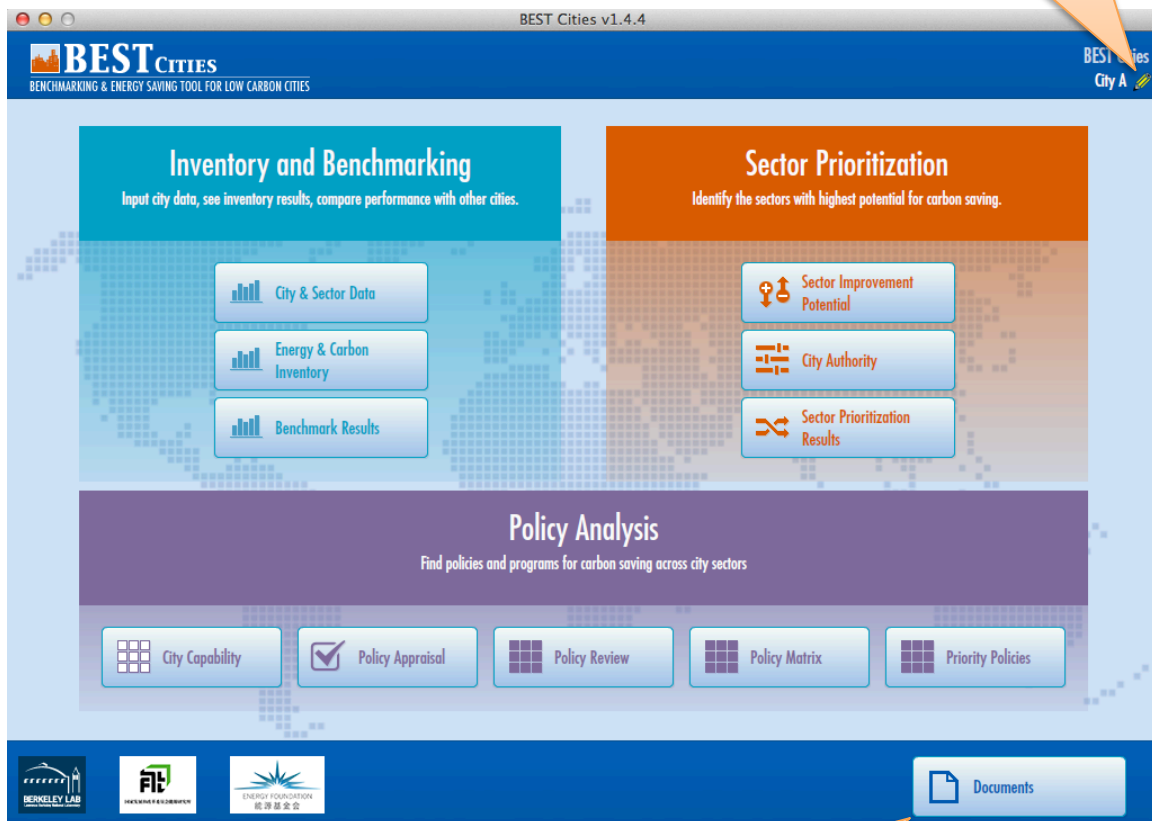 BEST Cities v1.4.4
BEST CITIES
BENCHMARKING & ENERGY SAVING TOOL FOR LOW CARBON CITIES
BEST Cities
City A
Inventory and Benchmarking
Input city data, see inventory results, compare performance with other cities.
City & Sector Data
Energy & Carbon
Inventory
Benchmark Results
Sector Prioritization
Identify the sectors with highest potential for carbon saving.
Sector Improvement
Potential
City Authority
Sector Prioritization
Results
Policy Analysis
Find policies and programs for carbon saving across city sectors
City Capability
Policy Appraisal
Policy Review
Policy Matrix
Priority Policies
BERKELEY LAB
ENERGY FOUNDATION
能源基金会
Documents